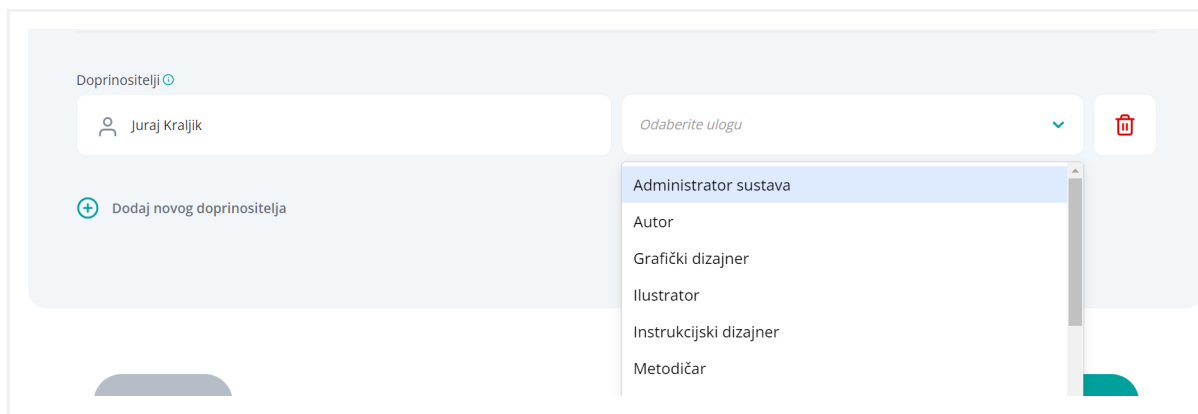 Doprinositelji
Juraj Kraljik
Odaberite ulogu
Dodaj novog doprinositelja
Administrator sustava
Autor
Grafički dizajner
Ilustrator
Instrukcijski dizajner
Metodičar